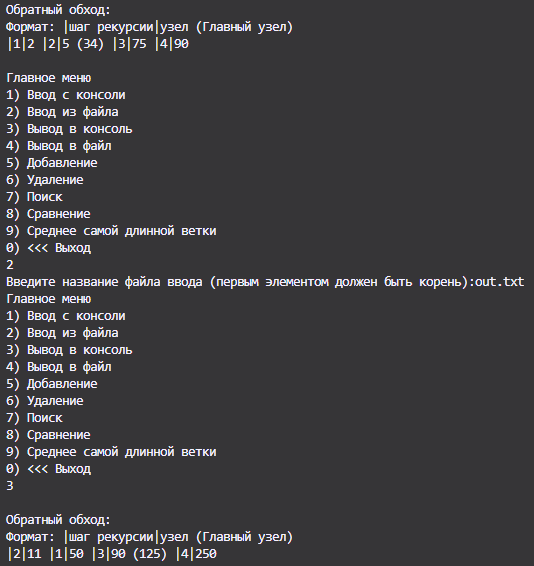 Обратный обход:
Формат: |шаг рекурсии|узел (Главный узел)
|1|2 |2|5 (34) |3|75 |4|90
Главное меню
1) Ввод с консоли
2) Ввод из файла
3) Вывод в консоль
4) Вывод в файл
5) Добавление
6) Удаление
7) Поиск
8) Сравнение
9) Среднее самой длинной ветки
0) <<< Выход
2
Введите название файла ввода (первым элементом должен быть корень):out.txt
Главное меню
1) Ввод с консоли
2) Ввод из файла
3) Вывод в консоль
4) Вывод в файл
5) Добавление
6) Удаление
7) Поиск
8) Сравнение
9) Среднее самой длинной ветки
0) <<< Выход
3
Обратный обход:
Формат: |шаг рекурсии|узел (Главный узел)
|2|11 |1|50 |3|90 (125) |4|250